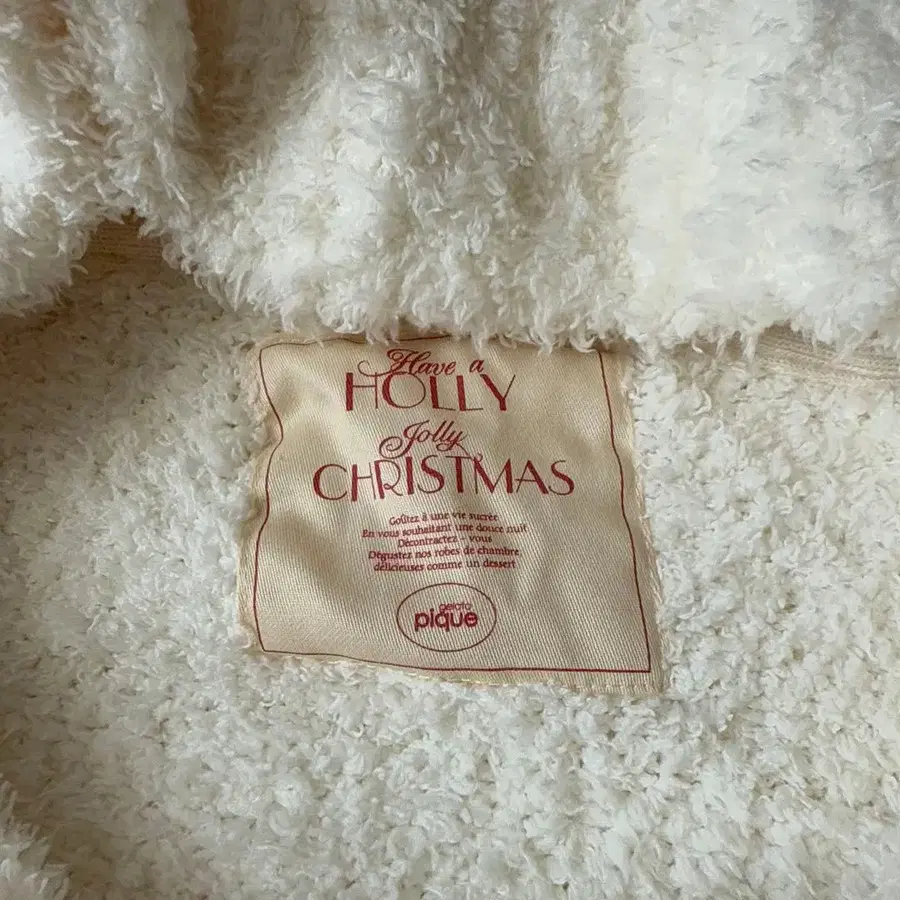 Have a
HOLLY
Jolly
CHRISTMAS
Goûtez à une vie sucrée
En vous souhaitant une douce nuit
Décontractez - vous
Dégustez nos robes de chambre,
délicieuses comme un dessert
gelato
pique